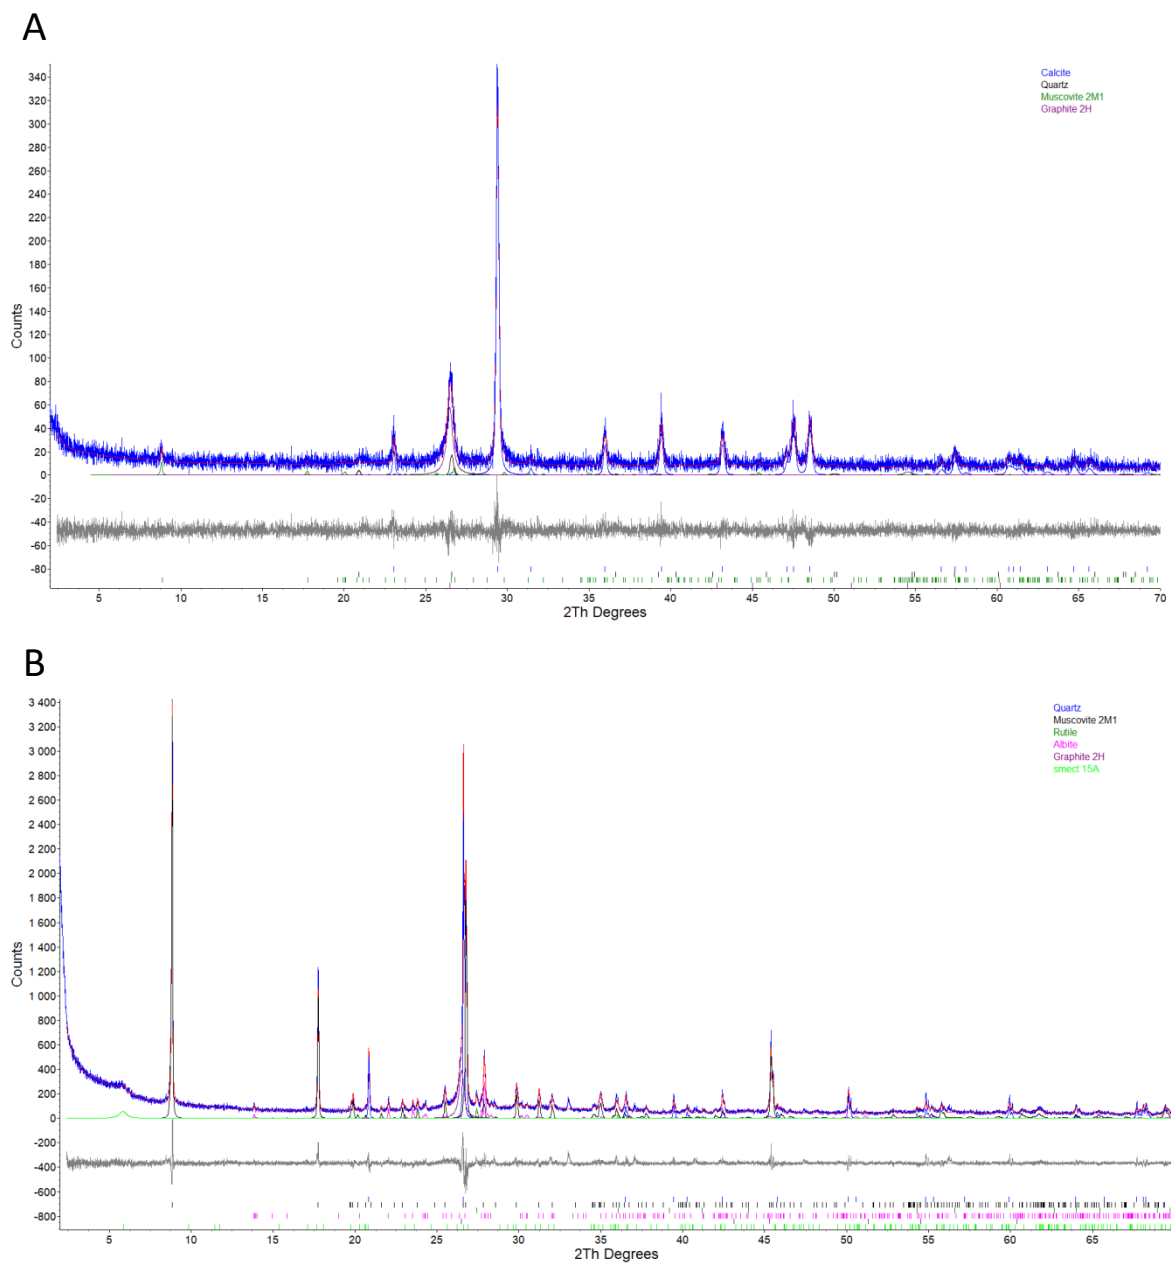 A
Calcite
Quartz
Muscovite 2M1
Graphite 2H
340
320
300
280
260
240
220
200
180
160
140
120
100
80
60
40
20
0
-20
-40
-60
-80
Counts
5 10 15 20 25 30 35 40 45 50 55 60 65 70
2Th Degrees
B
Quartz
Muscovite 2M1
Rutile
Albite
Graphite 2H
smect 15A
3 400
3 200
3 000
2 800
2 600
2 400
2 200
2 000
1 800
1 600
1 400
1 200
1 000
800
600
400
200
0
-200
-400
-600
-800
Counts
5 10 15 20 25 30 35 40 45 50 55 60 65
2Th Degrees